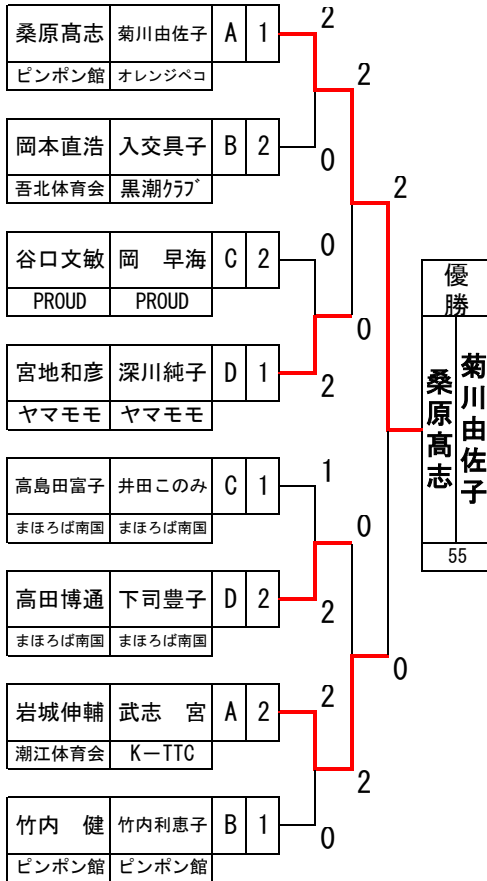 桑原髙志 菊川由佐子 A 1
ピンポン館 オレンジペコ
2
2
岡本直浩 入交具子 B 2
吾北体育会 黒潮ｸﾗﾌﾞ
0
2
谷口文敏 岡 早海 C 2
PROUD PROUD
0
0
宮地和彦 深川純子 D 1
ヤマモモ ヤマモモ
2
高島田富子 井田このみ C 1
まほろば南国 まほろば南国
1
0
高田博通 下司豊子 D 2
まほろば南国 まほろば南国
2
0
岩城伸輔 武志 宮 A 2
潮江体育会 K－TTC
2
2
竹内 健 竹内利恵子 B 1
ピンポン館 ピンポン館
0
優勝
菊川由佐子
桑原髙志
55